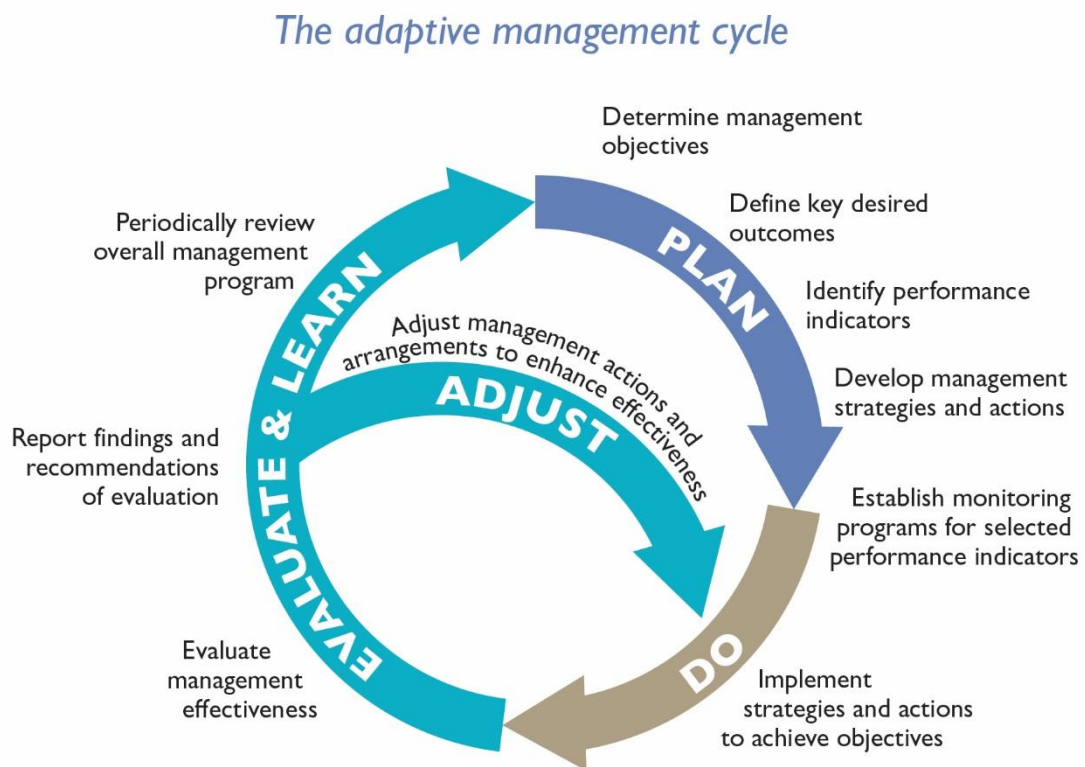 The adaptive management cycle
Determine management
objectives
Define key desired
outcomes
Identify performance
indicators
Develop management
strategies and actions
Establish monitoring
programs for selected
performance indicators
Implement
strategies and actions
to achieve objectives
Evaluate
management
effectiveness
Report findings and
recommendations
of evaluation
Periodically review
overall management
program
PLAN
DO
EVALUATE & LEARN
Adjust management actions and
arrangements to enhance effectiveness
ADJUST